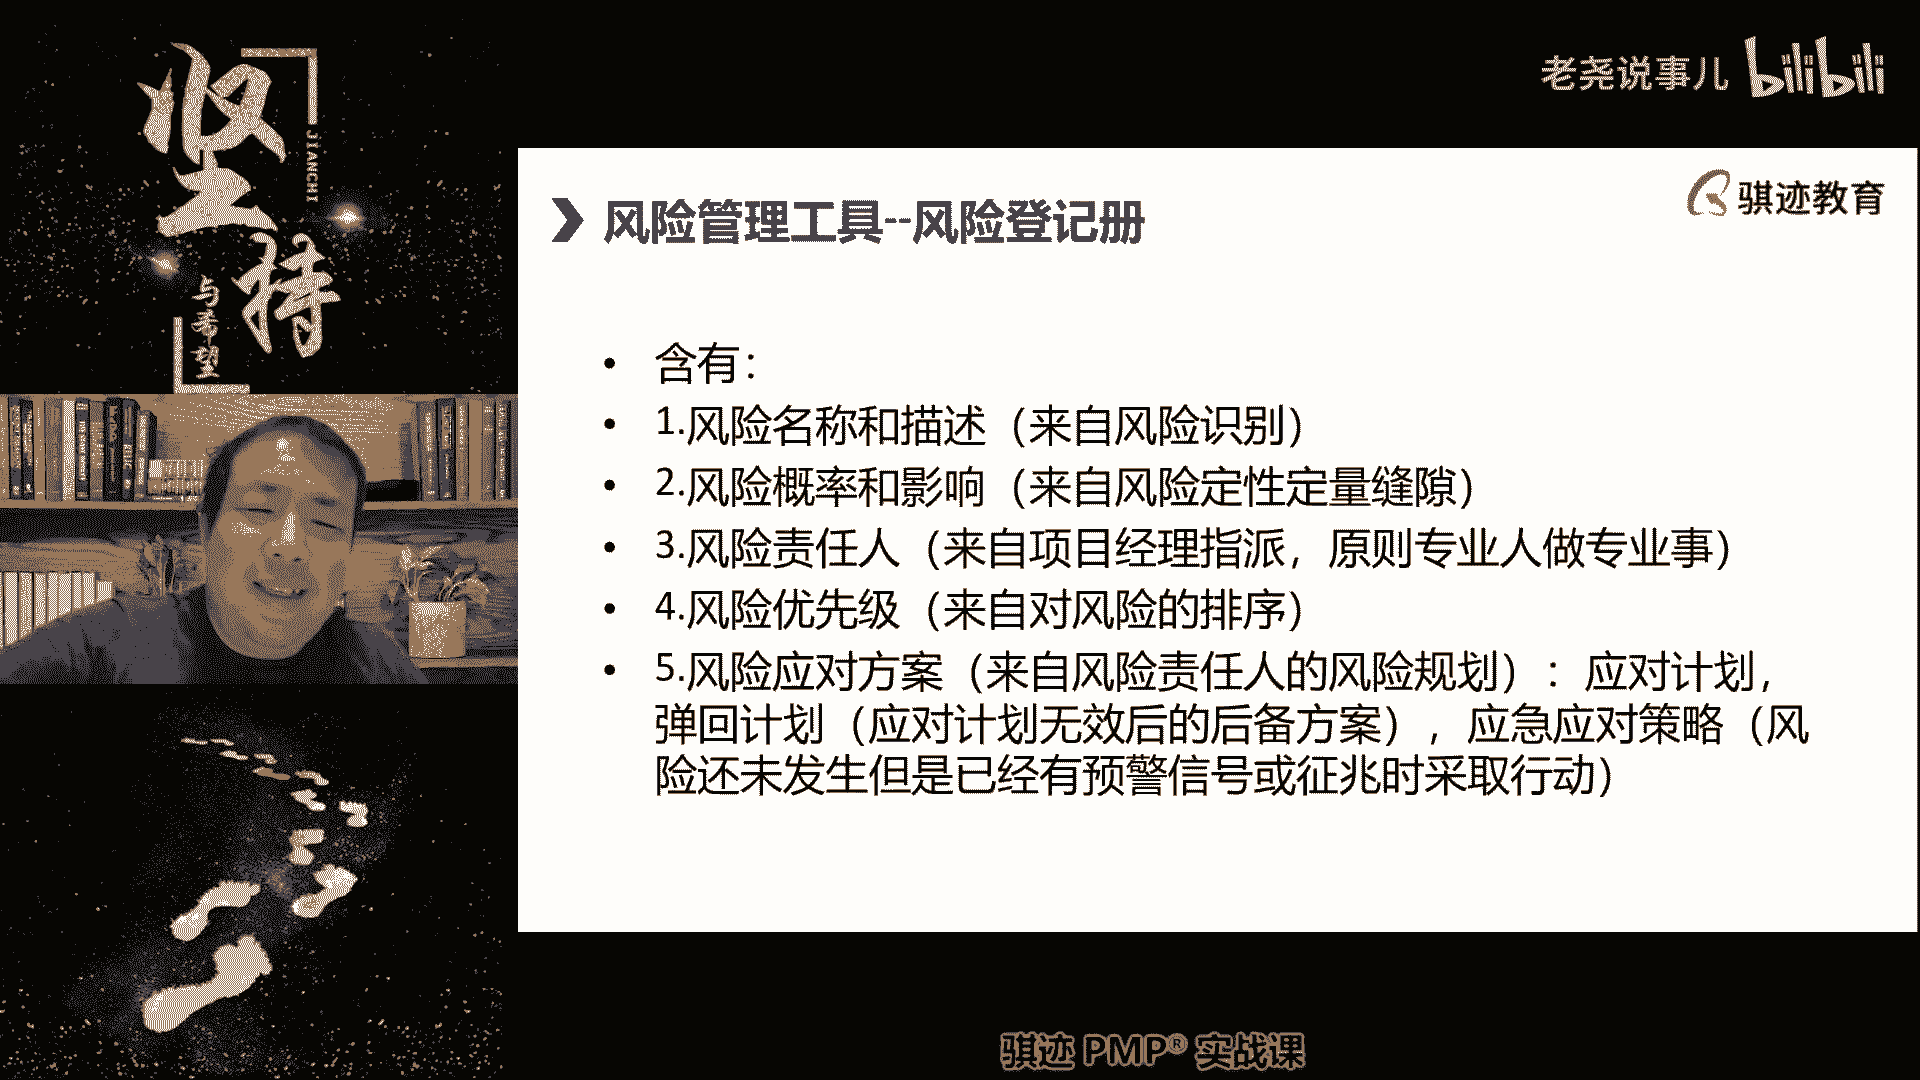 坚持
JIANCHI
与希望
老尧说事儿 bilibili
骐迹教育
风险管理工具--风险登记册
• 含有：
• 1.风险名称和描述（来自风险识别）
• 2.风险概率和影响（来自风险定性定量缝隙）
• 3.风险责任人（来自项目经理指派，原则专业人做专业事）
• 4.风险优先级（来自对风险的排序）
• 5.风险应对方案（来自风险责任人的风险规划）：应对计划，
弹回计划（应对计划无效后的后备方案），应急应对策略（风
险还未发生但是已经有预警信号或征兆时采取行动）
骐迹 PMP® 实战课